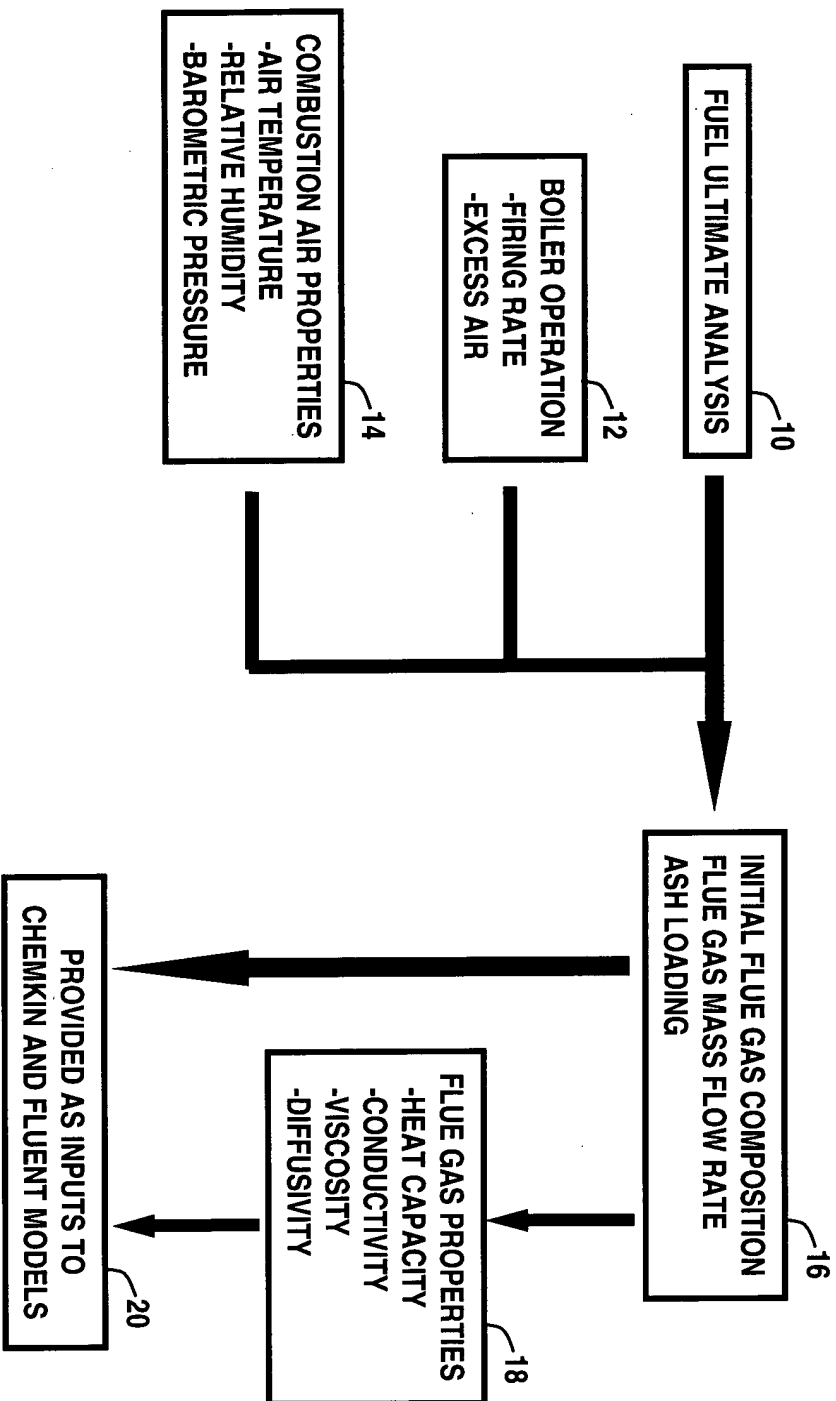 FUEL ULTIMATE ANALYSIS
10
BOILER OPERATION
-FIRING RATE
-EXCESS AIR
12
COMBUSTION AIR PROPERTIES
-AIR TEMPERATURE
-RELATIVE HUMIDITY
-BAROMETRIC PRESSURE
14
INITIAL FLUE GAS COMPOSITION
FLUE GAS MASS FLOW RATE
ASH LOADING
16
FLUE GAS PROPERTIES
-HEAT CAPACITY
-CONDUCTIVITY
-VISCOSITY
-DIFFUSIVITY
18
PROVIDED AS INPUTS TO
CHEMKIN AND FLUENT MODELS
20